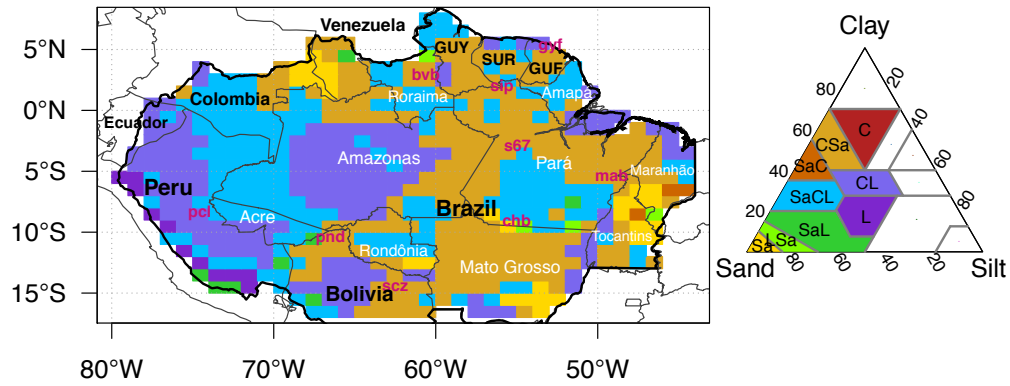 Venezuela
GUY
gyf
SUR
GUF
5°N
bvb
sip
Colombia
Roraima
Amapá
0°N
Ecuador
s67
Amazonas
Pará
Maranhão
5°S
Peru
mab
Brazil
pcl
Acre
chb
10°S
pnd
Rondônia
Tocantins
Mato Grosso
scz
Bolivia
15°S
80°W
70°W
60°W
50°W
Clay
80
20
C
60
CSa
40
SaC
40
CL
60
SaCL
L
20
80
SaL
LSa
Sa
80
60
40
20
Sand
Silt